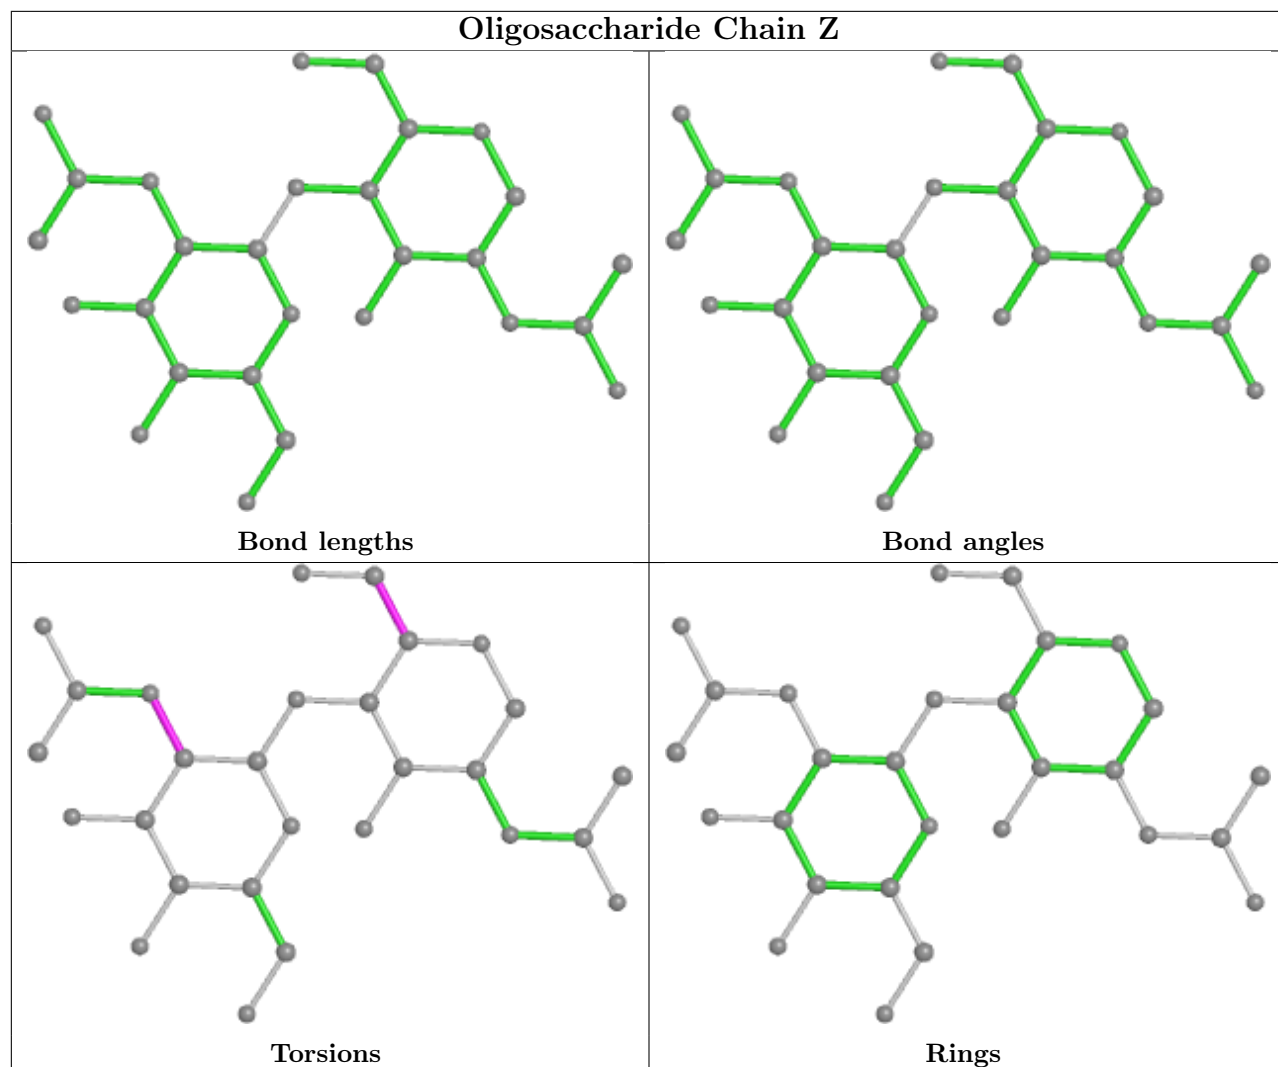 Oligosaccharide Chain Z
Bond lengths
Bond angles
Torsions
Rings